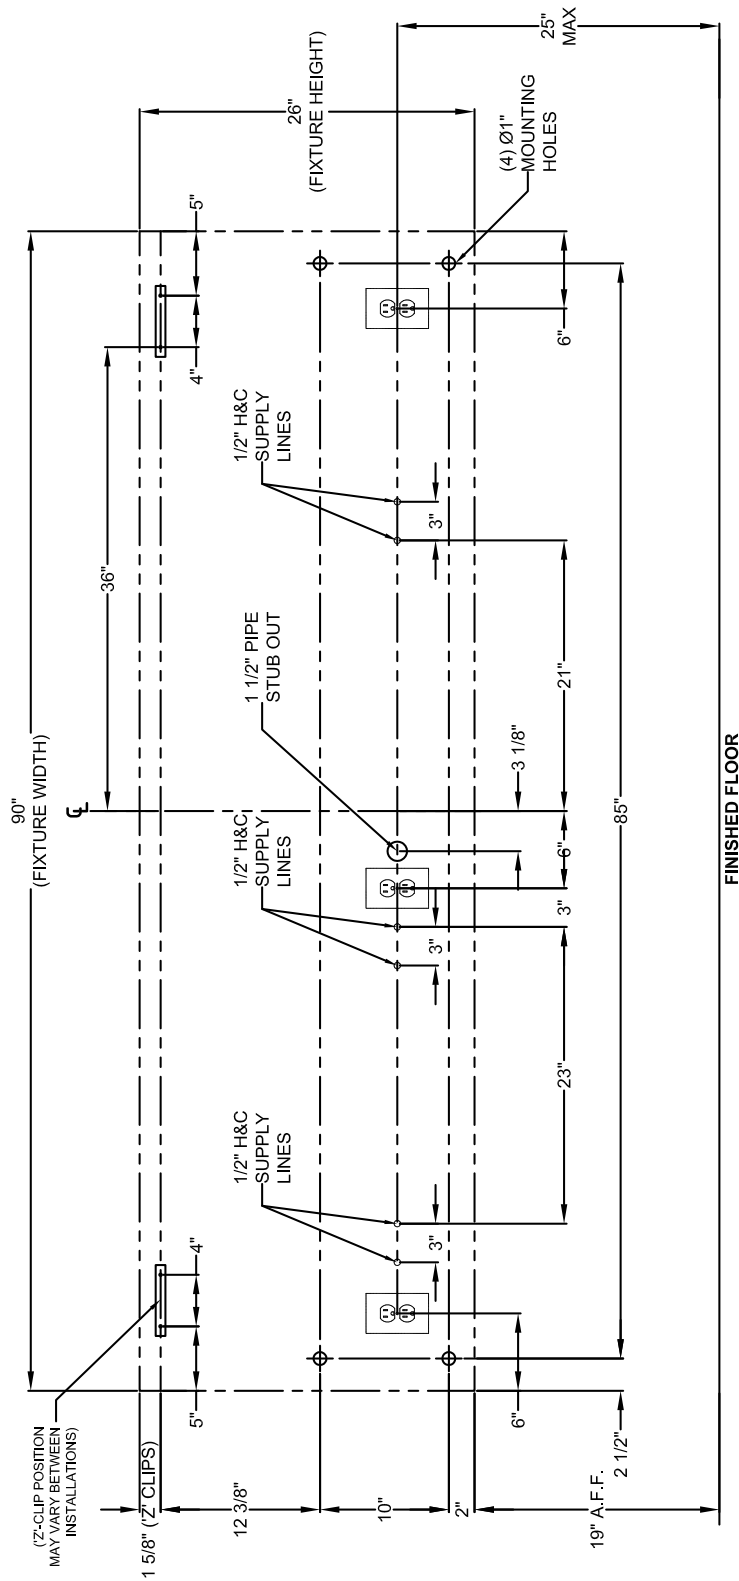 ('Z'-CLIP POSITION
MAY VARY BETWEEN
INSTALLATIONS)
90"
(FIXTURE WIDTH)
℄
36"
5"
4"
4"
5"
26"
(FIXTURE HEIGHT)
25"
MAX
(4) Ø1"
MOUNTING
HOLES
1 5/8" ('Z' CLIPS)
12 3/8"
10"
2"
19" A.F.F.
1/2" H&C
SUPPLY
LINES
1/2" H&C
SUPPLY
LINES
1 1/2" PIPE
STUB OUT
1/2" H&C
SUPPLY
LINES
3"
3"
3"
6"
23"
3"
6"
3 1/8"
21"
6"
2 1/2"
85"
FINISHED FLOOR